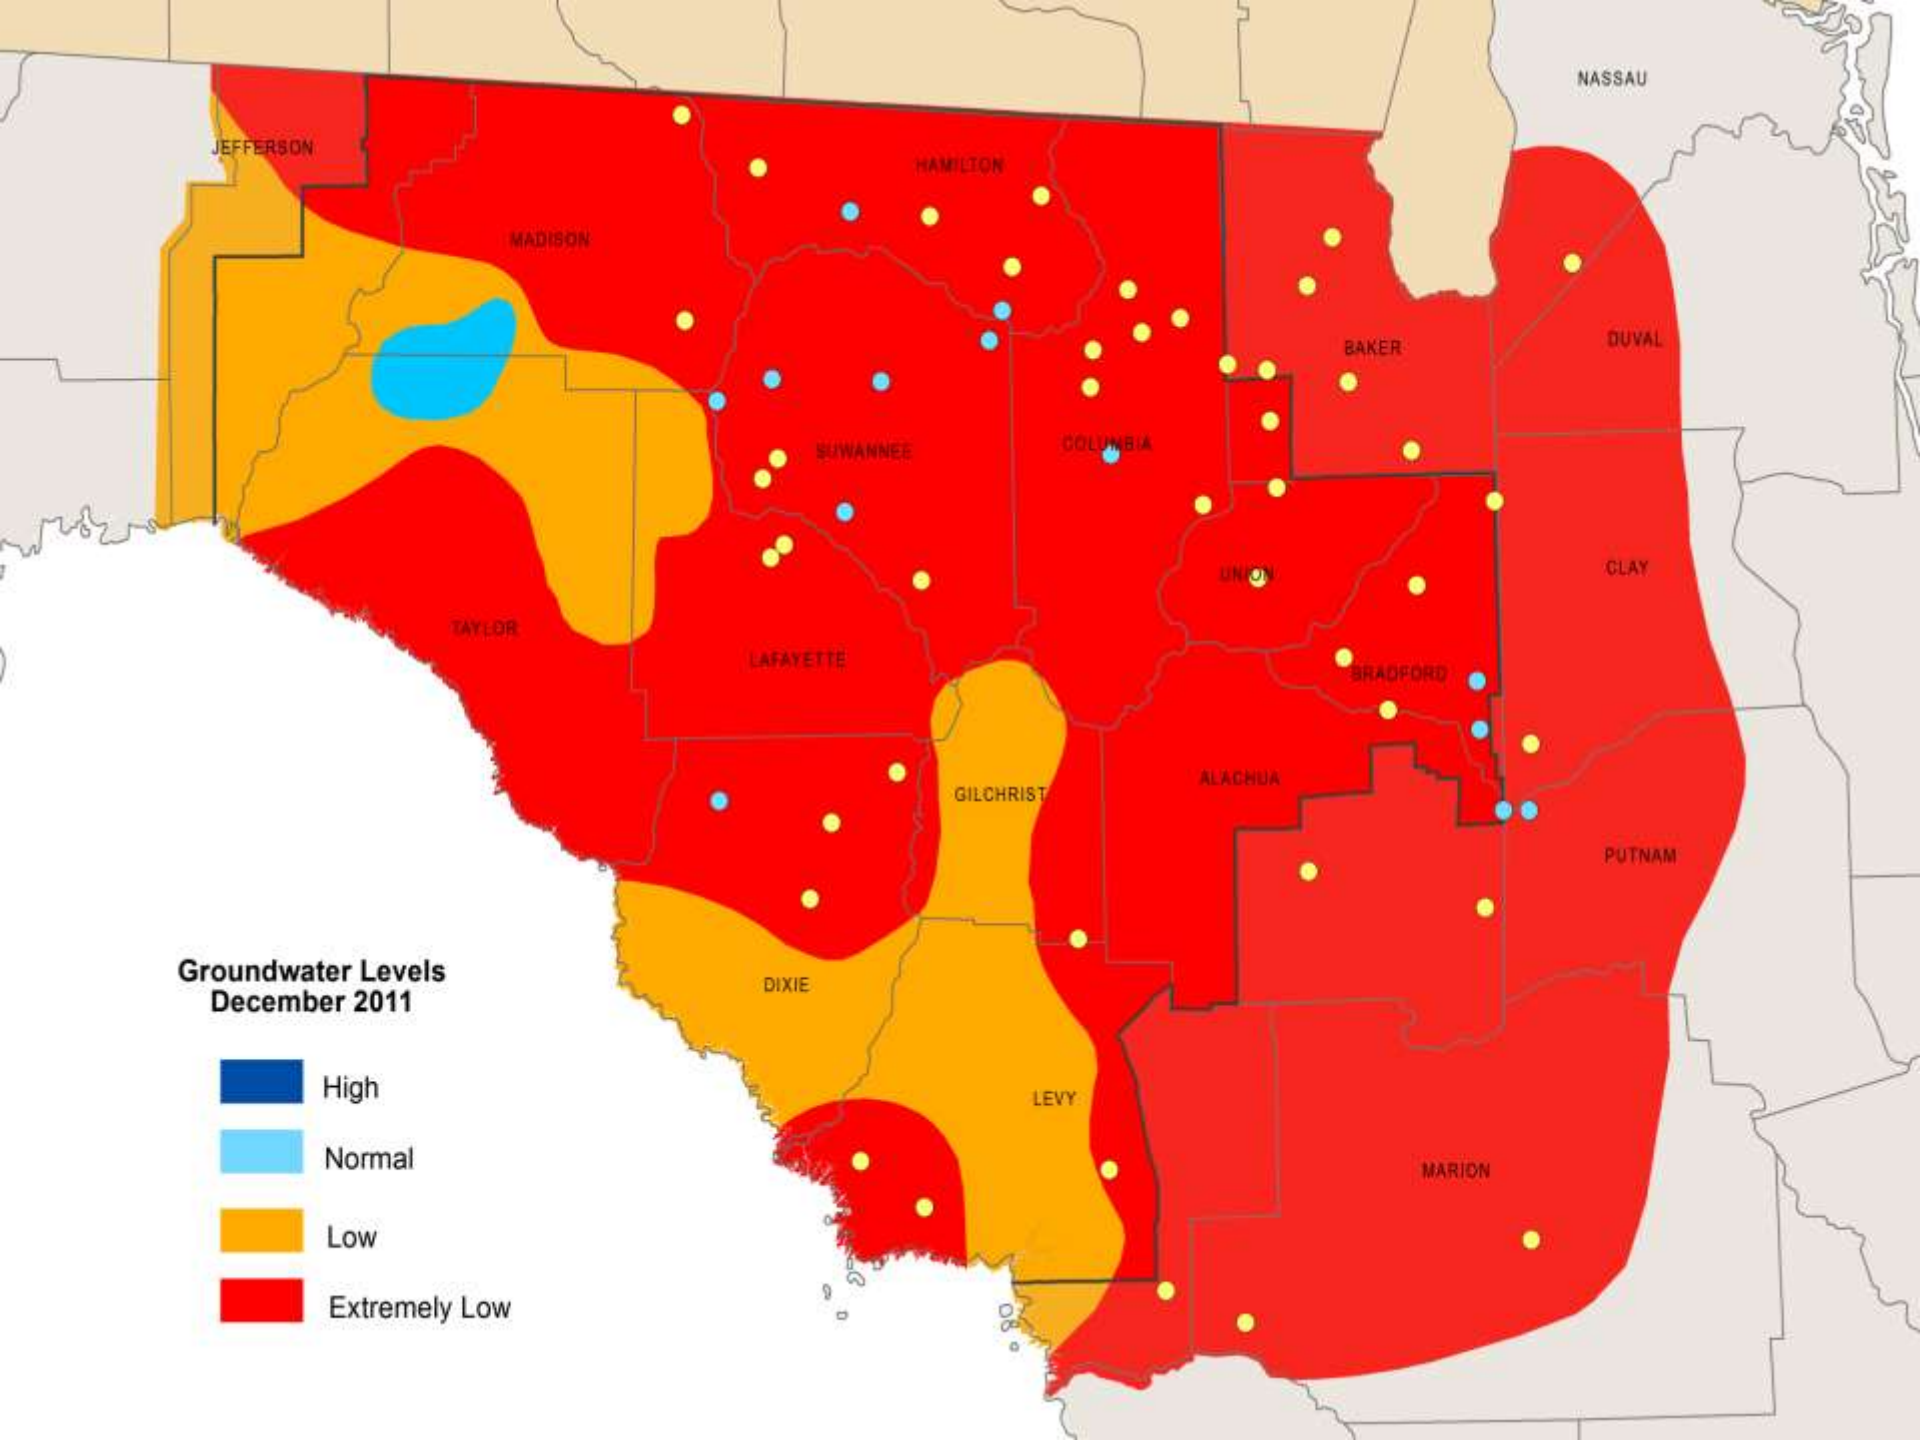 NASSAU
JEFFERSON
HAMILTON
MADISON
DUVAL
BAKER
SUWANNEE
COLUMBIA
CLAY
UNION
TAYLOR
LAFAYETTE
BRADFORD
ALACHUA
GILCHRIST
PUTNAM
DIXIE
LEVY
MARION
Groundwater Levels
December 2011
High
Normal
Low
Extremely Low